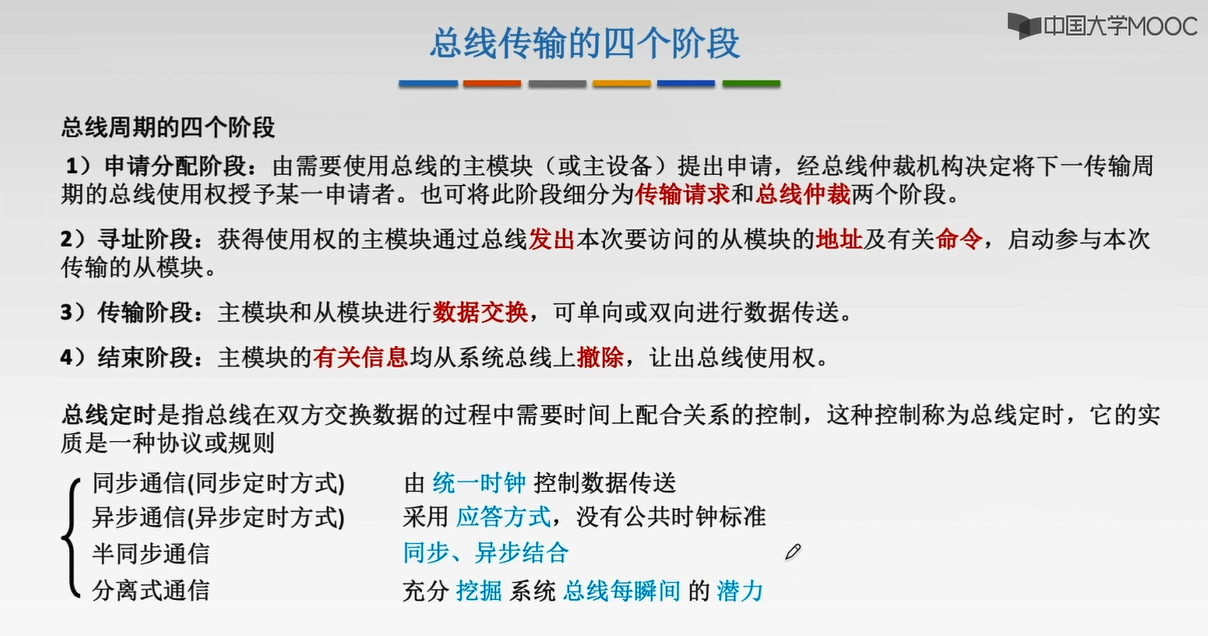 中国大学MOOC
总线传输的四个阶段
总线周期的四个阶段
1）申请分配阶段：由需要使用总线的主模块（或主设备）提出申请，经总线仲裁机构决定将下一传输周
期的总线使用权授予某一申请者。也可将此阶段细分为传输请求和总线仲裁两个阶段。
2）寻址阶段：获得使用权的主模块通过总线发出本次要访问的从模块的地址及有关命令，启动参与本次
传输的从模块。
3）传输阶段：主模块和从模块进行数据交换，可单向或双向进行数据传送。
4）结束阶段：主模块的有关信息均从系统总线上撤除，让出总线使用权。
总线定时是指总线在双方交换数据的过程中需要时间上配合关系的控制，这种控制称为总线定时，它的实
质是一种协议或规则
同步通信(同步定时方式) 由 统一时钟 控制数据传送
异步通信(异步定时方式) 采用 应答方式，没有公共时钟标准
半同步通信 同步、异步结合
分离式通信 充分 挖掘 系统 总线每瞬间 的 潜力